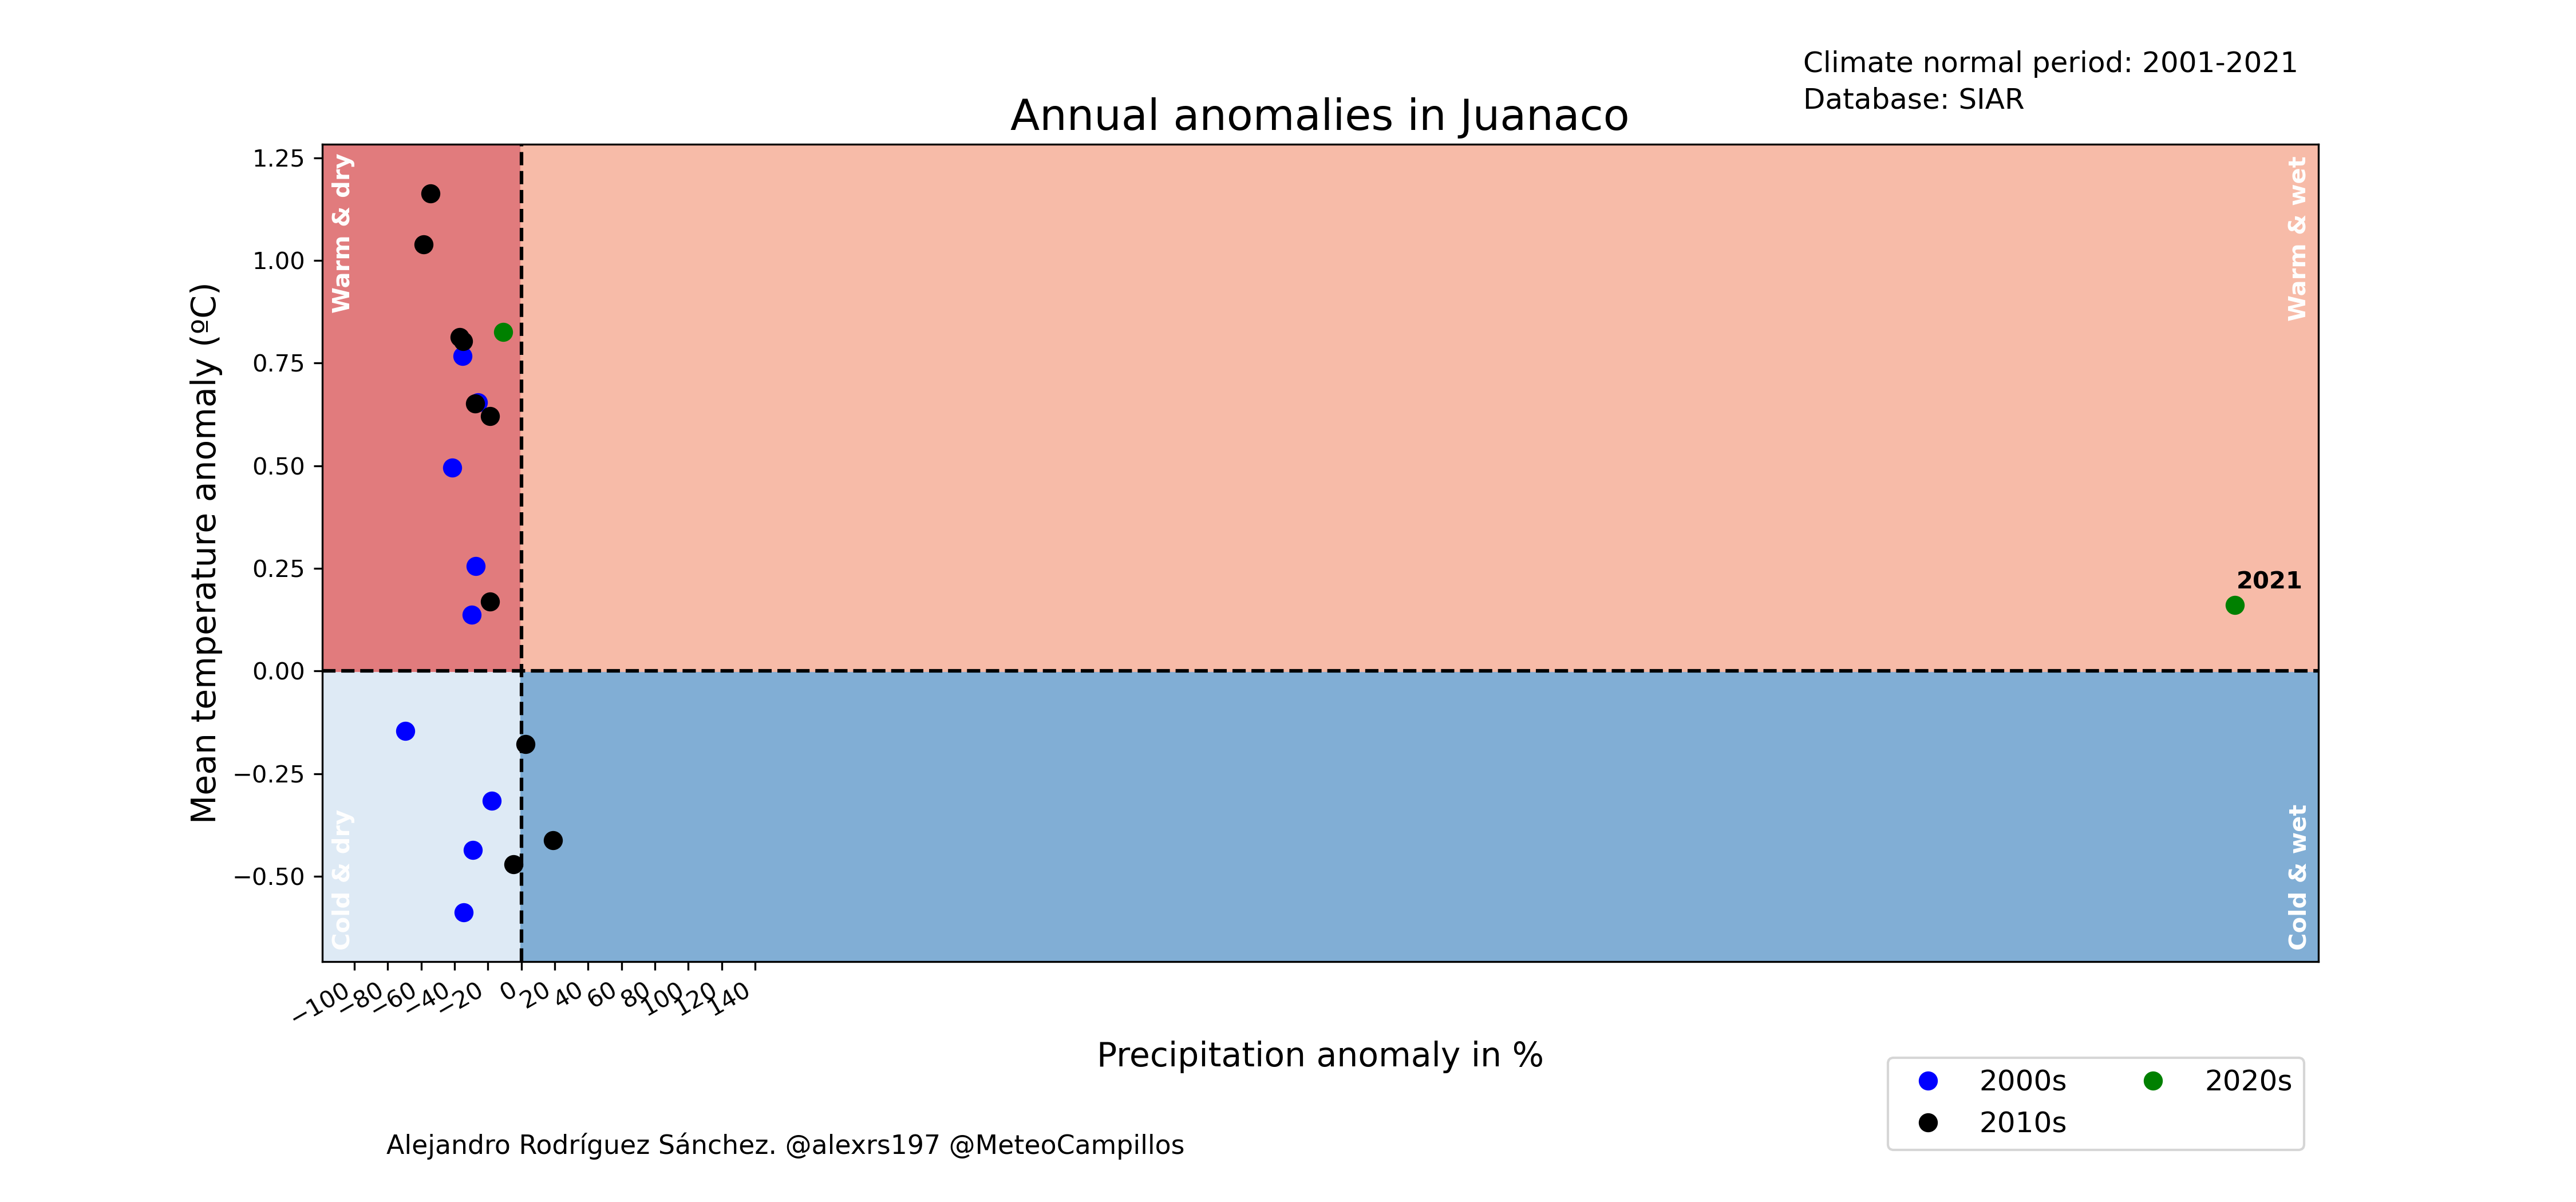 Climate normal period: 2001-2021
Database: SIAR
Annual anomalies in Juanaco
Mean temperature anomaly (ºC)
1.25
1.00
0.75
0.50
0.25
0.00
−0.25
−0.50
Warm & dry
Warm & wet
2021
Cold & dry
Cold & wet
−100
−80
−60
−40
−20
0
20
40
60
80
100
120
140
Precipitation anomaly in %
2000s
2010s
2020s
Alejandro Rodríguez Sánchez. @alexrs197 @MeteoCampillos